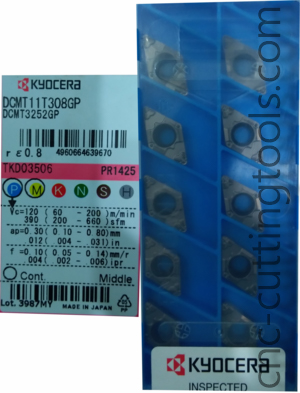 KYOCERA
DCMT11T308GP
DCMT3252GP
rε0.8 4960664639670
TKD03506 PR1425
P M K N S H
Vc=120 ( 60 - 200 )m/min
390 (200 - 660 )sfm
ap=0.30 ( 0.10 - 0.80)mm
.012 (.004 - .031)in
f =0.10 ( 0.05 - 0.14)mm/r
.004 (.002 - .006)ipr
Cont. Middle
Lot. 3987MY MADE IN JAPAN PP
KYOCERA
INSPECTED
cnc-cuttingtools.com